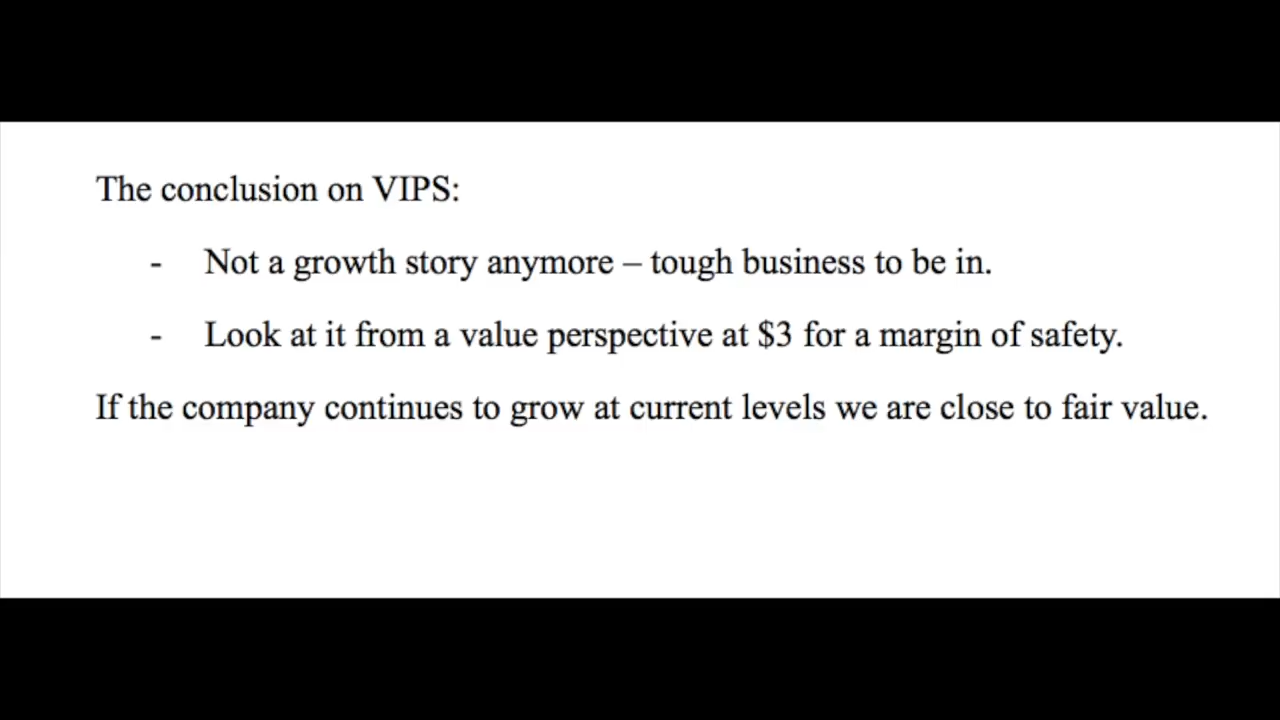 The conclusion on VIPS:
- Not a growth story anymore – tough business to be in.
- Look at it from a value perspective at $3 for a margin of safety.
If the company continues to grow at current levels we are close to fair value.